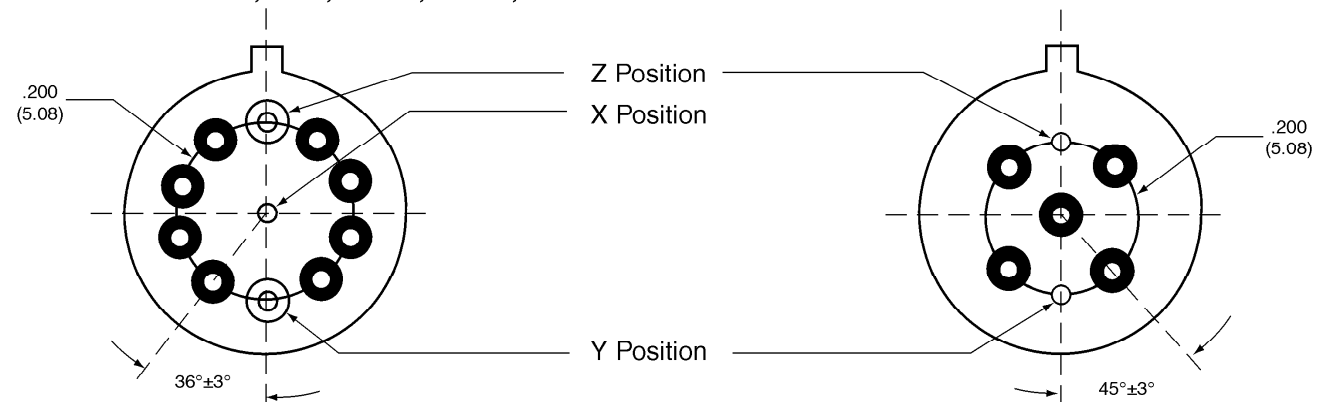 Z Position
.200
(5.08)
X Position
.200
(5.08)
Y Position
36°±3°
45°±3°